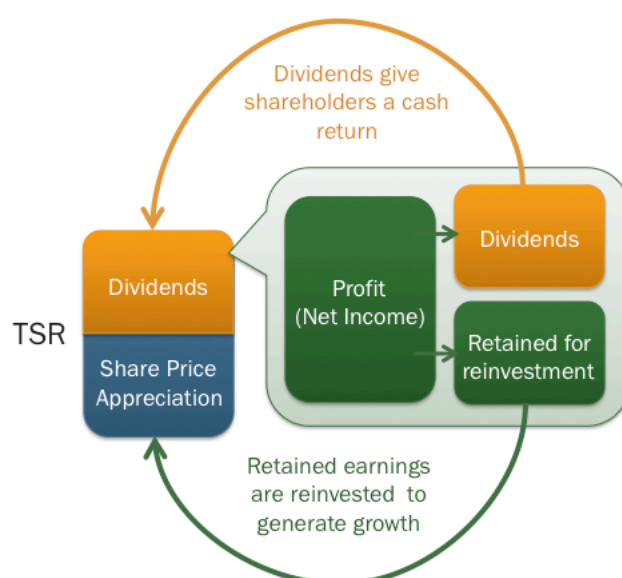 Dividends give
shareholders a cash
return
TSR
Dividends
Share Price
Appreciation
Profit
(Net Income)
Dividends
Retained for
reinvestment
Retained earnings
are reinvested to
generate growth